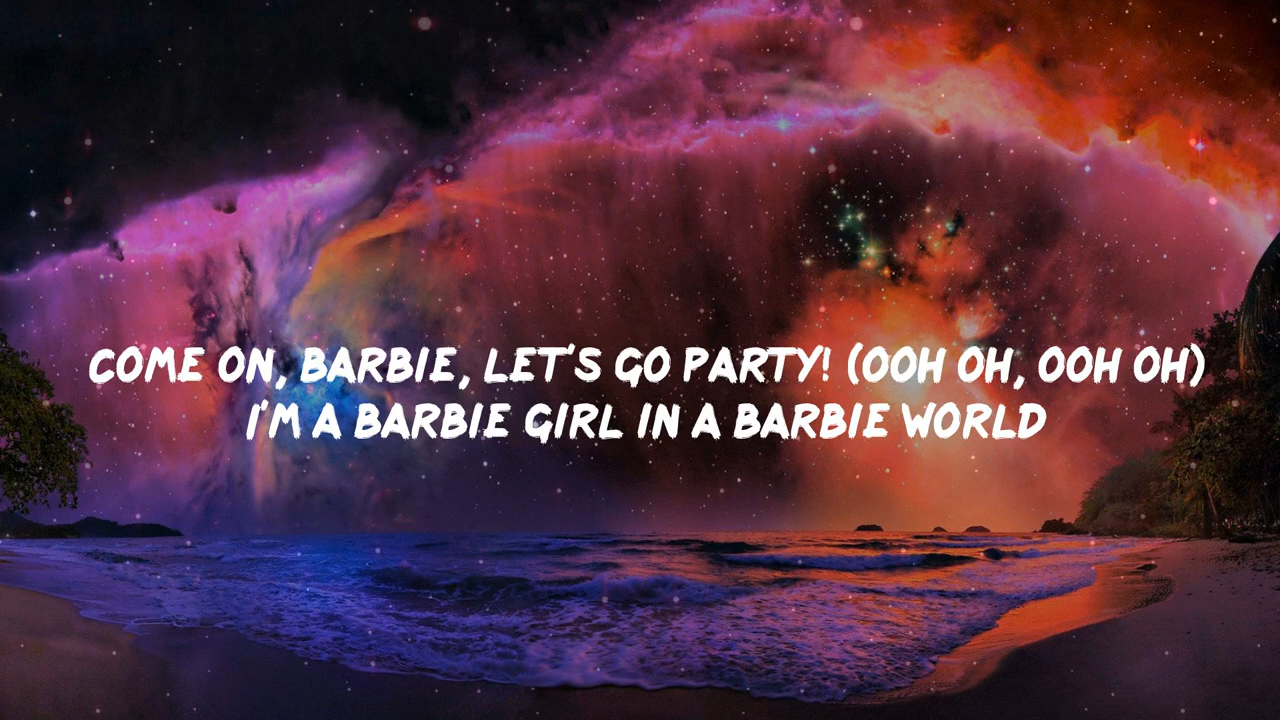 COME ON, BARBIE, LET'S GO PARTY! (OOH OH, OOH OH)
I'M A BARBIE GIRL IN A BARBIE WORLD